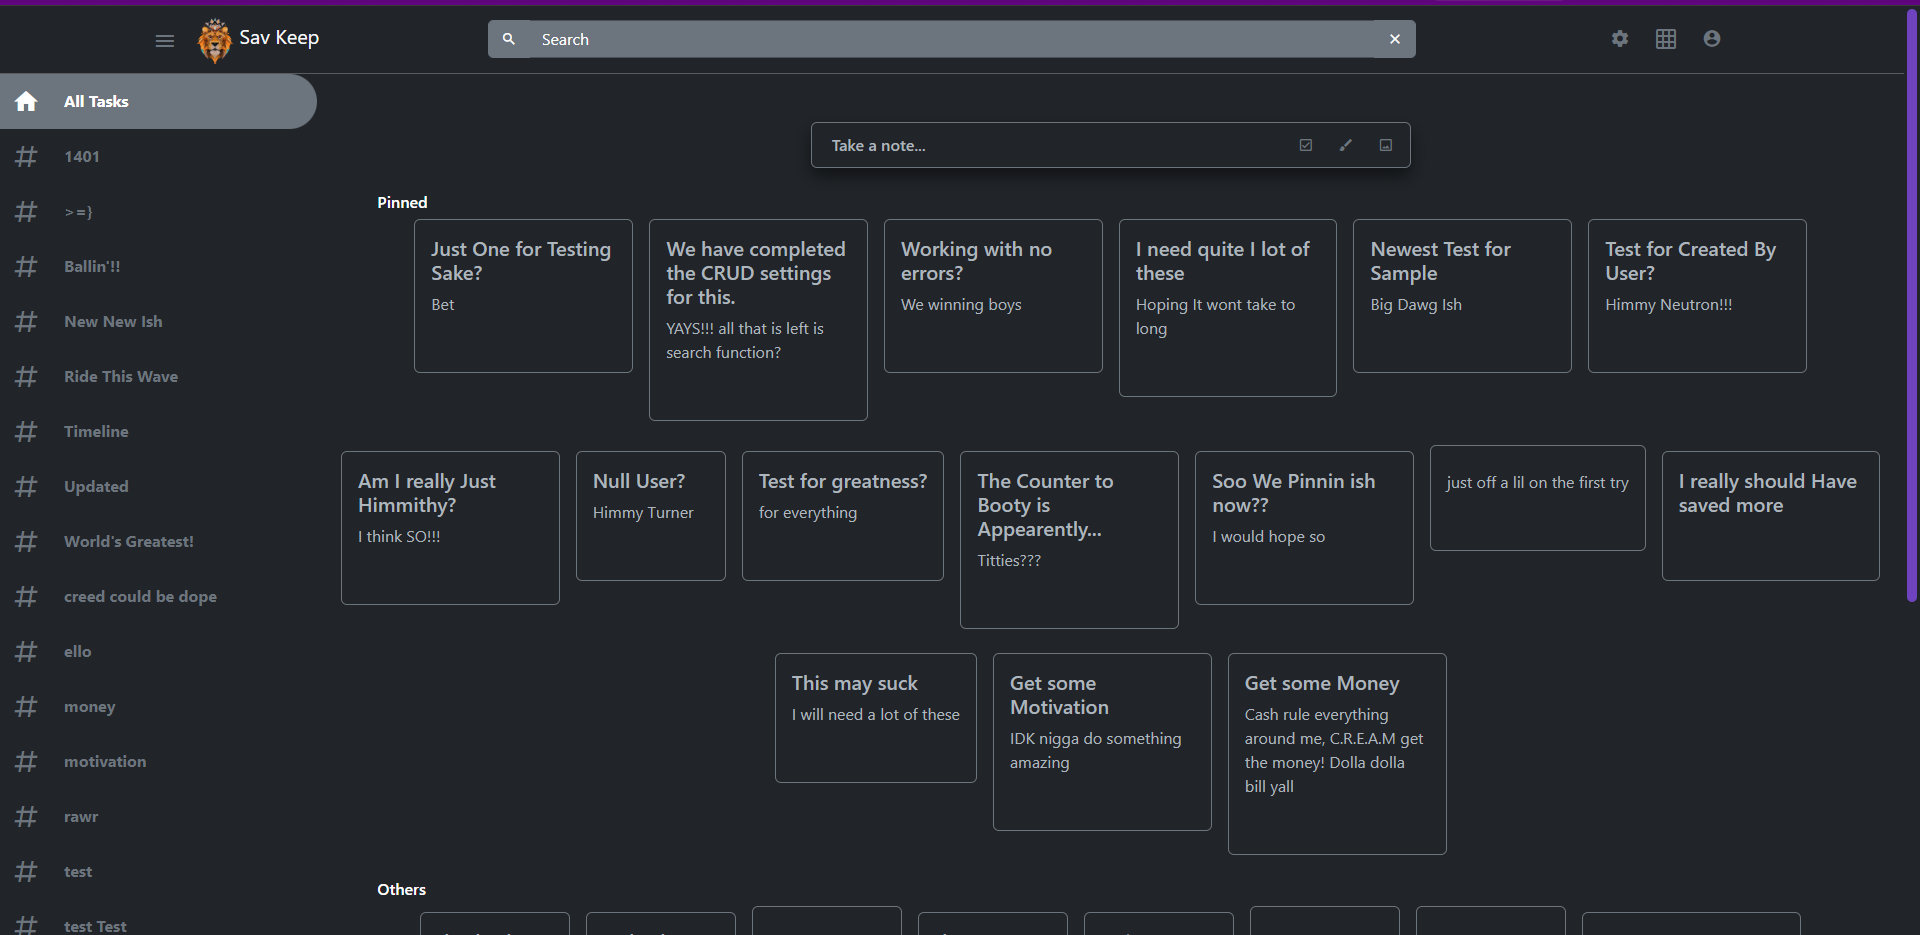 Sav Keep
Search
All Tasks
1401
>=}
Ballin'!!
New New Ish
Ride This Wave
Timeline
Updated
World's Greatest!
creed could be dope
ello
money
motivation
rawr
test
test Test
Take a note...
Pinned
Just One for Testing
Sake?
Bet
We have completed
the CRUD settings
for this.
YAYS!!! all that is left is
search function?
Working with no
errors?
We winning boys
I need quite I lot of
these
Hoping It wont take to
long
Newest Test for
Sample
Big Dawg Ish
Test for Created By
User?
Himmy Neutron!!!
Am I really Just
Himmithy?
I think SO!!!
Null User?
Himmy Turner
Test for greatness?
for everything
The Counter to
Booty is
Appearently...
Titties???
Soo We Pinnin ish
now??
I would hope so
just off a lil on the first try
I really should Have
saved more
This may suck
I will need a lot of these
Get some
Motivation
IDK nigga do something
amazing
Get some Money
Cash rule everything
around me, C.R.E.A.M get
the money! Dolla dolla
bill yall
Others